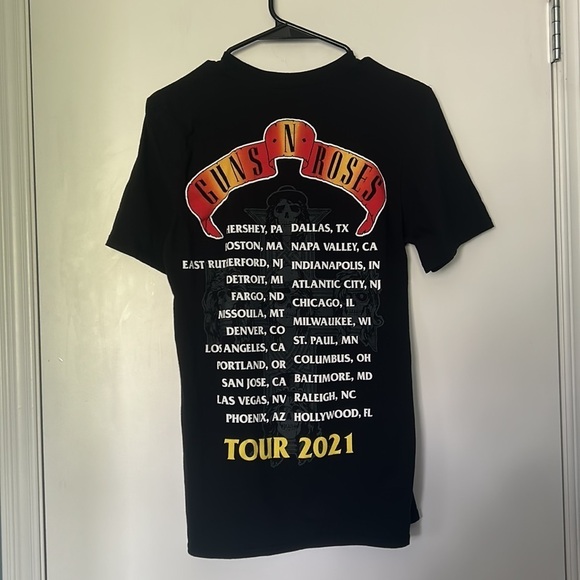 GUNS N' ROSES
HERSHEY, PA DALLAS, TX
BOSTON, MA NAPA VALLEY, CA
EAST RUTHERFORD, NJ INDIANAPOLIS, IN
DETROIT, MI ATLANTIC CITY, NJ
FARGO, ND CHICAGO, IL
MISSOULA, MT MILWAUKEE, WI
DENVER, CO ST. PAUL, MN
LOS ANGELES, CA COLUMBUS, OH
PORTLAND, OR BALTIMORE, MD
SAN JOSE, CA RALEIGH, NC
LAS VEGAS, NV HOLLYWOOD, FL
PHOENIX, AZ
TOUR 2021